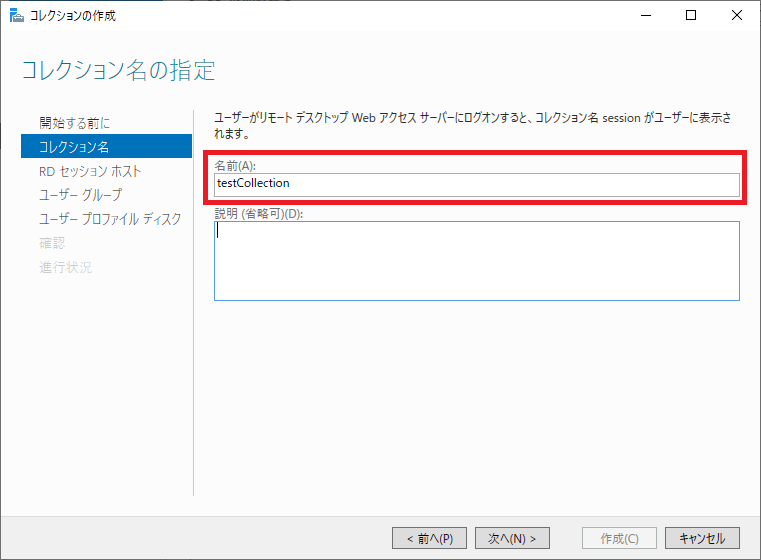 コレクションの作成
コレクション名の指定
開始する前に
コレクション名
RD セッション ホスト
ユーザー グループ
ユーザー プロファイル ディスク
確認
進行状況
ユーザーがリモート デスクトップ Web アクセス サーバーにログオンすると、コレクション名 session がユーザーに表示さ
れます。
名前(A):
testCollection
説明 (省略可)(D):
< 前へ(P)
次へ(N) >
作成(C)
キャンセル